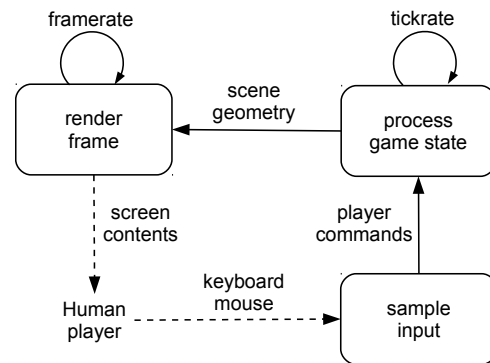 framerate
tickrate
render
frame
scene
geometry
process
game state
screen
contents
player
commands
Human
player
keyboard
mouse
sample
input